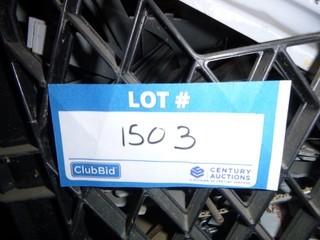 LOT #
1503
ClubBid
CENTURY
AUCTIONS